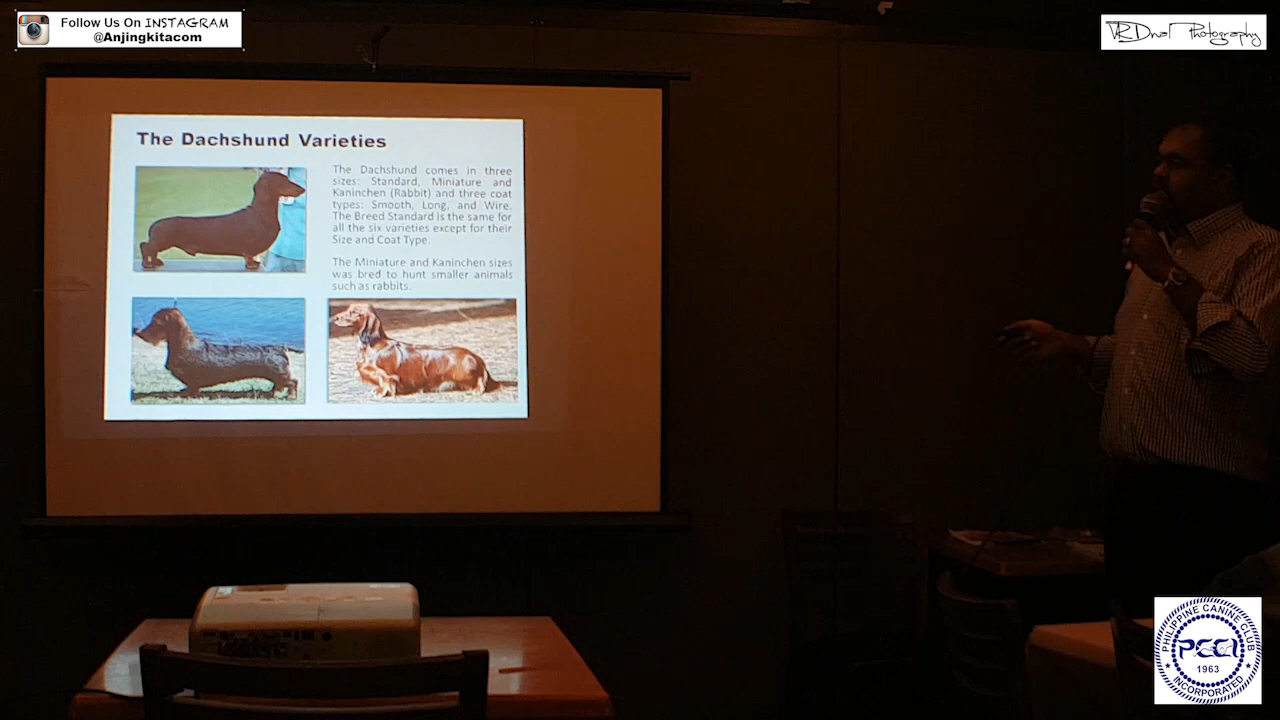 Follow Us On INSTAGRAM
@Anjingkitacom
VRDnal Photography
The Dachshund Varieties
The Dachshund comes in three
sizes: Standard, Miniature and
Kaninchen (Rabbit) and three coat
types: Smooth, Long, and Wire.
The Breed Standard is the same for
all the six varieties except for their
Size and Coat Type.
The Miniature and Kaninchen sizes
was bred to hunt smaller animals
such as rabbits.
PHILIPPINE CANINE CLUB
PCCI
1963
INCORPORATED